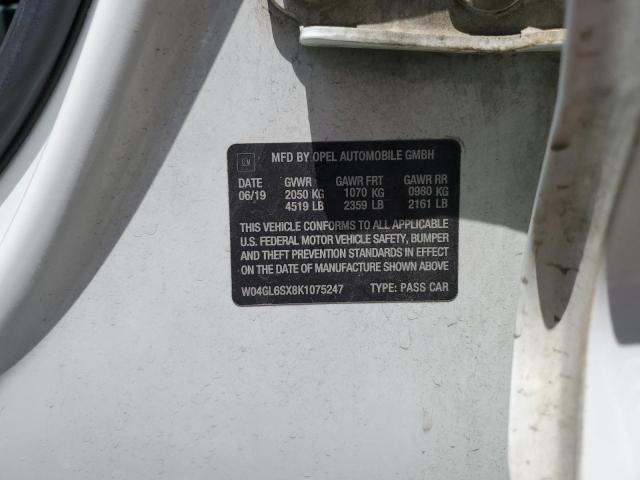 GM MFD BY OPEL AUTOMOBILE GMBH
DATE GVWR GAWR FRT GAWR RR
06/19 2050 KG 1070 KG 0980 KG
4519 LB 2359 LB 2161 LB
THIS VEHICLE CONFORMS TO ALL APPLICABLE
U.S. FEDERAL MOTOR VEHICLE SAFETY, BUMPER
AND THEFT PREVENTION STANDARDS IN EFFECT
ON THE DATE OF MANUFACTURE SHOWN ABOVE
W04GL6SX8K1075247 TYPE: PASS CAR